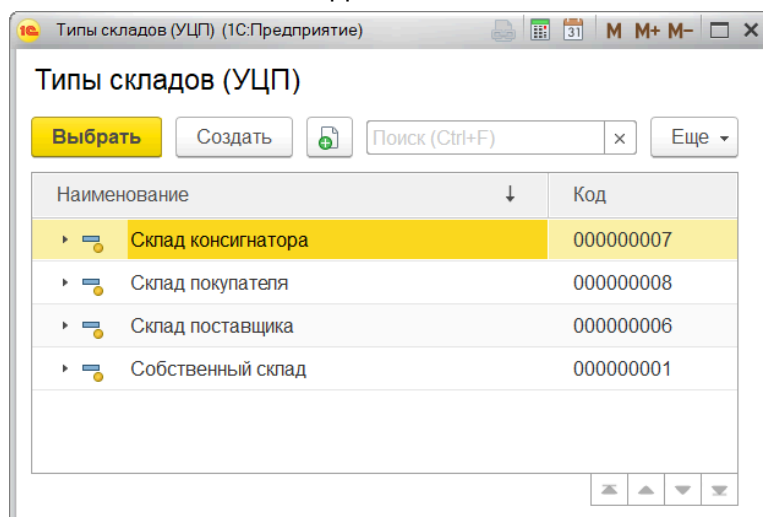 1С Типы складов (УЦП) (1С:Предприятие) 31 M M+ M-
Типы складов (УЦП)
Выбрать Создать Поиск (Ctrl+F) × Еще
Наименование ↓ Код
Склад консигнатора 000000007
Склад покупателя 000000008
Склад поставщика 000000006
Собственный склад 000000001